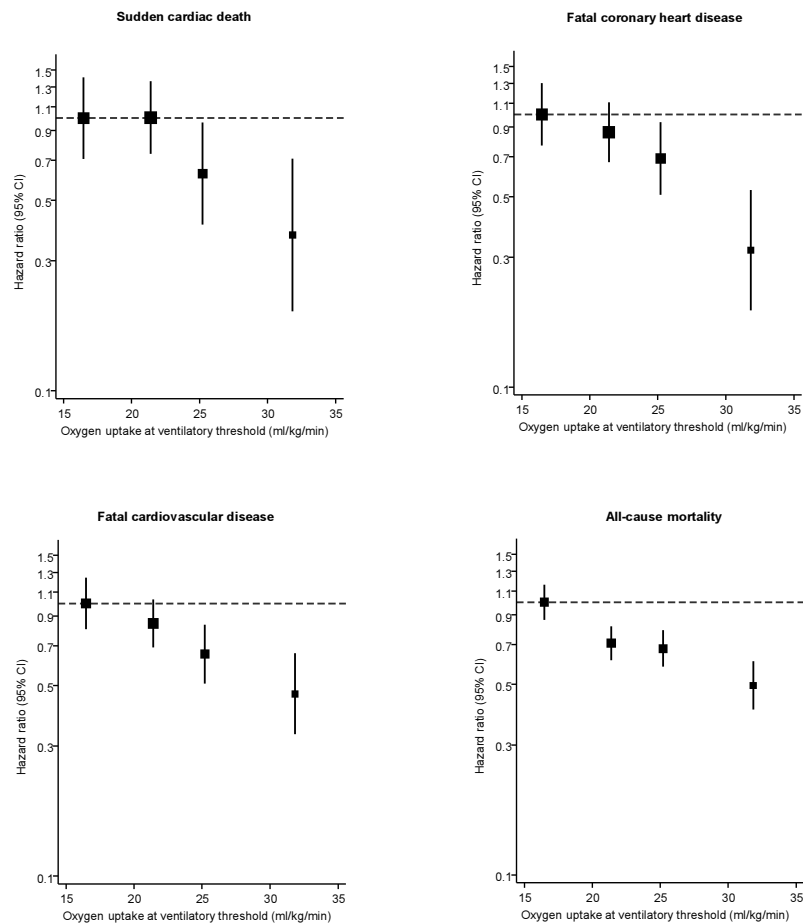 Sudden cardiac death
1.5
1.3
1.1
0.9
0.7
0.5
0.3
0.1
Hazard ratio (95% CI)
15 20 25 30 35
Oxygen uptake at ventilatory threshold (ml/kg/min)
Fatal coronary heart disease
1.5
1.3
1.1
0.9
0.7
0.5
0.3
0.1
Hazard ratio (95% CI)
15 20 25 30 35
Oxygen uptake at ventilatory threshold (ml/kg/min)
Fatal cardiovascular disease
1.5
1.3
1.1
0.9
0.7
0.5
0.3
0.1
Hazard ratio (95% CI)
15 20 25 30 35
Oxygen uptake at ventilatory threshold (ml/kg/min)
All-cause mortality
1.5
1.3
1.1
0.9
0.7
0.5
0.3
0.1
Hazard ratio (95% CI)
15 20 25 30 35
Oxygen uptake at ventilatory threshold (ml/kg/min)